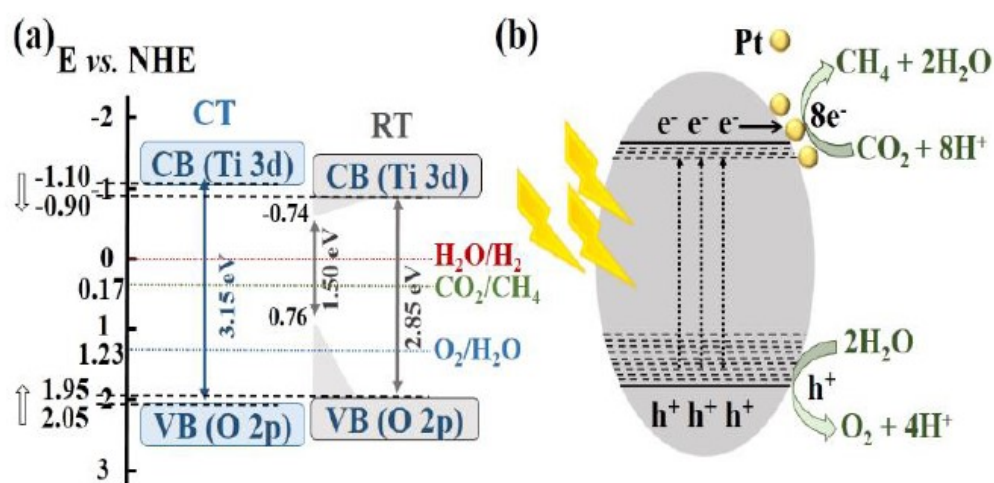 (a)
E vs. NHE
-2
CT
RT
CB (Ti 3d)
CB (Ti 3d)
-1.10
-1
-0.90
-0.74
0
H₂O/H₂
0.17
CO₂/CH₄
3.15 eV
1.50 eV
2.85 eV
0.76
1
1.23
O₂/H₂O
1.95
2
2.05
VB (O 2p)
VB (O 2p)
3
(b)
Pt
CH₄ + 2H₂O
e⁻ e⁻ e⁻
8e⁻
CO₂ + 8H⁺
2H₂O
h⁺
h⁺ h⁺ h⁺
O₂ + 4H⁺